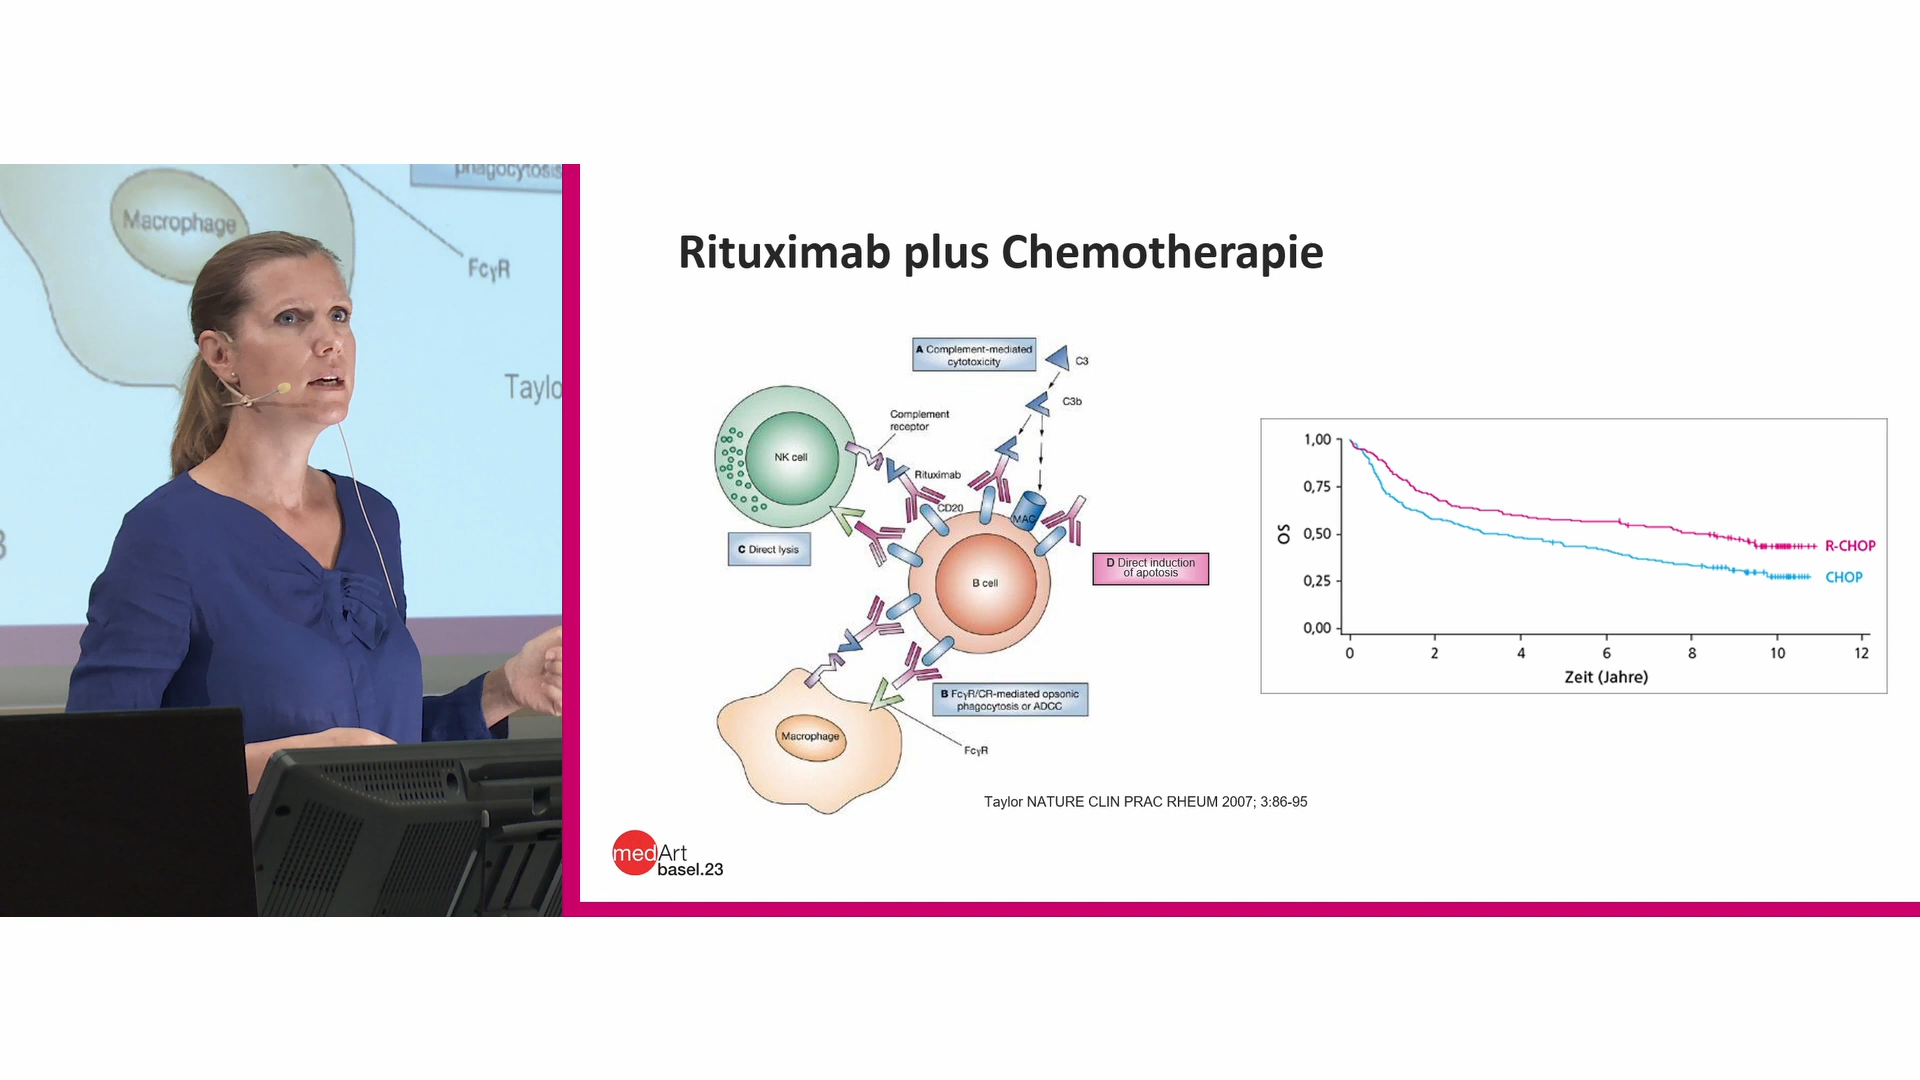 phagocytosis
Macrophage
FcγR
Taylo
3
Rituximab plus Chemotherapie
A Complement-mediated
cytotoxicity
C3
C3b
Complement
receptor
NK cell
Rituximab
CD20
MAC
C Direct lysis
B cell
D Direct induction
of apotosis
B FcγR/CR-mediated opsonic
phagocytosis or ADCC
Macrophage
FcγR
Taylor NATURE CLIN PRAC RHEUM 2007; 3:86-95
1,00
0,75
0,50
0,25
0,00
OS
R-CHOP
CHOP
0 2 4 6 8 10 12
Zeit (Jahre)
medArt
basel.23